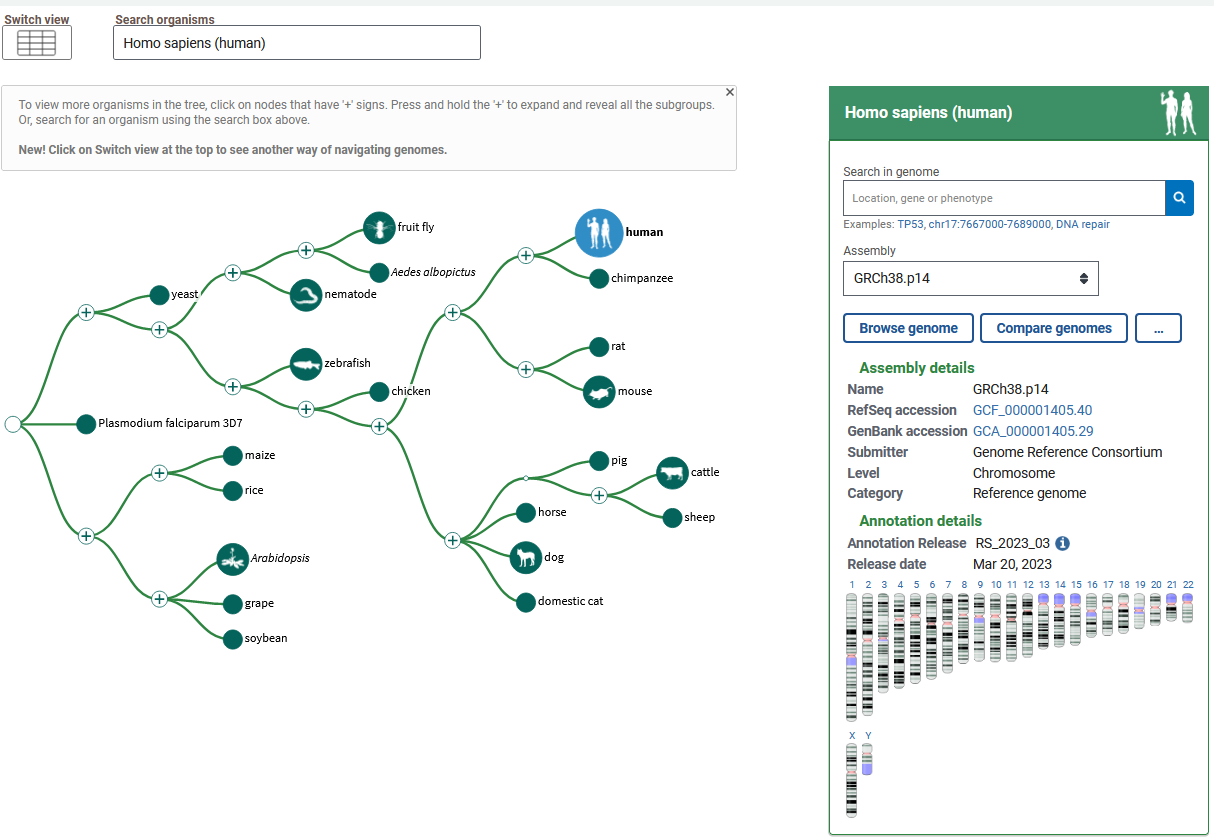 Switch view
Search organisms
Homo sapiens (human)
To view more organisms in the tree, click on nodes that have '+' signs. Press and hold the '+' to expand and reveal all the subgroups.
Or, search for an organism using the search box above.
New! Click on Switch view at the top to see another way of navigating genomes.
fruit fly
Aedes albopictus
yeast
nematode
zebrafish
chicken
Plasmodium falciparum 3D7
maize
rice
Arabidopsis
grape
soybean
human
chimpanzee
rat
mouse
pig
cattle
sheep
horse
dog
domestic cat
Homo sapiens (human)
Search in genome
Location, gene or phenotype
Examples: TP53, chr17:7667000-7689000, DNA repair
Assembly
GRCh38.p14
Browse genome
Compare genomes
...
Assembly details
Name GRCh38.p14
RefSeq accession GCF_000001405.40
GenBank accession GCA_000001405.29
Submitter Genome Reference Consortium
Level Chromosome
Category Reference genome
Annotation details
Annotation Release RS_2023_03
Release date Mar 20, 2023
1 2 3 4 5 6 7 8 9 10 11 12 13 14 15 16 17 18 19 20 21 22
X Y